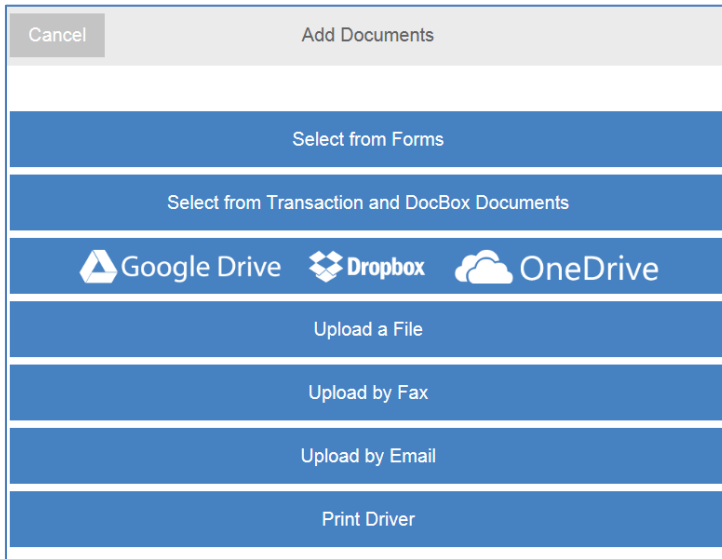 Cancel Add Documents
Select from Forms
Select from Transaction and DocBox Documents
Google Drive Dropbox OneDrive
Upload a File
Upload by Fax
Upload by Email
Print Driver